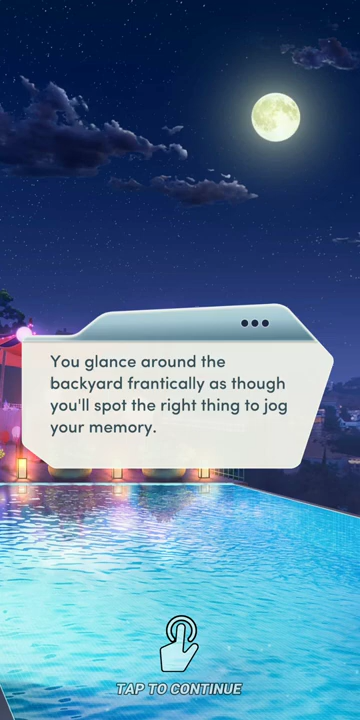 You glance around the
backyard frantically as though
you'll spot the right thing to jog
your memory.
TAP TO CONTINUE